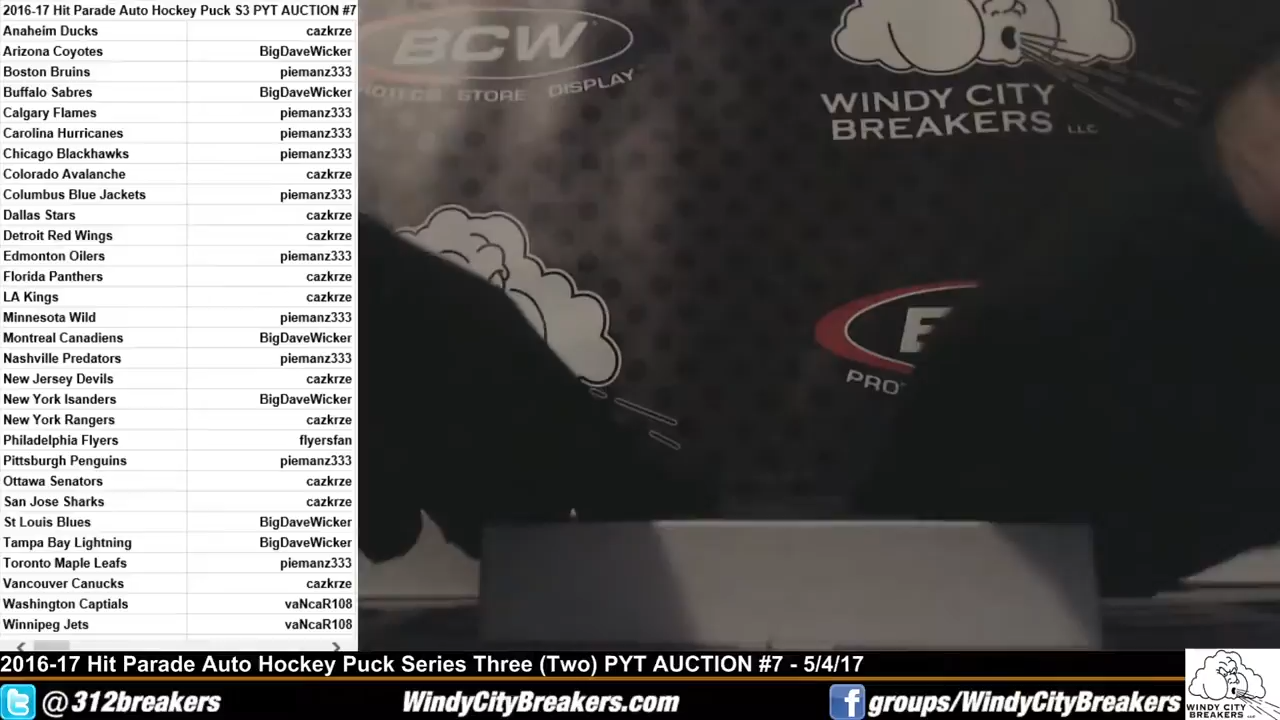 2016-17 Hit Parade Auto Hockey Puck S3 PYT AUCTION #7
Anaheim Ducks cazkrze
Arizona Coyotes BigDaveWicker
Boston Bruins piemanz333
Buffalo Sabres BigDaveWicker
Calgary Flames piemanz333
Carolina Hurricanes piemanz333
Chicago Blackhawks piemanz333
Colorado Avalanche cazkrze
Columbus Blue Jackets piemanz333
Dallas Stars cazkrze
Detroit Red Wings cazkrze
Edmonton Oilers piemanz333
Florida Panthers cazkrze
LA Kings cazkrze
Minnesota Wild piemanz333
Montreal Canadiens BigDaveWicker
Nashville Predators piemanz333
New Jersey Devils cazkrze
New York Isanders BigDaveWicker
New York Rangers cazkrze
Philadelphia Flyers flyersfan
Pittsburgh Penguins piemanz333
Ottawa Senators cazkrze
San Jose Sharks cazkrze
St Louis Blues BigDaveWicker
Tampa Bay Lightning BigDaveWicker
Toronto Maple Leafs piemanz333
Vancouver Canucks cazkrze
Washington Captials vaNcaR108
Winnipeg Jets vaNcaR108
BCW
STORE DISPLAY
WINDY CITY
BREAKERS LLC
PRO
2016-17 Hit Parade Auto Hockey Puck Series Three (Two) PYT AUCTION #7 - 5/4/17
@312breakers WindyCityBreakers.com groups/WindyCityBreakers
WINDY CITY
BREAKERS